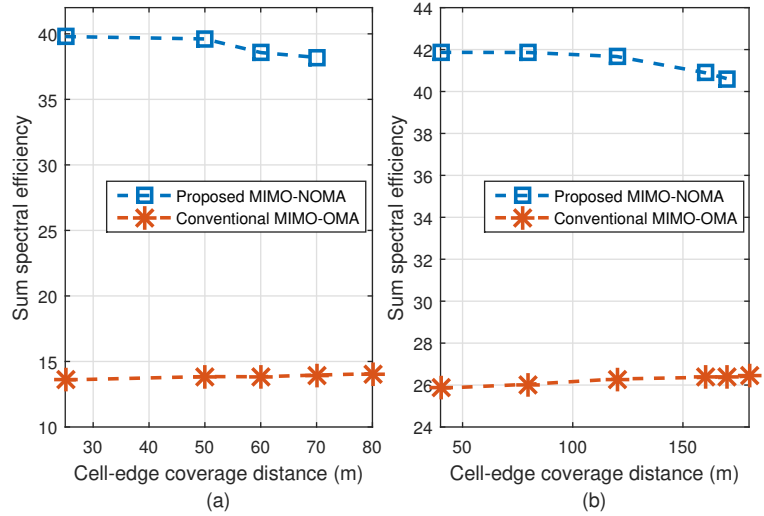 Sum spectral efficiency
40
35
30
25
20
15
10
30
40
50
60
70
80
Proposed MIMO-NOMA
Conventional MIMO-OMA
Cell-edge coverage distance (m)
(a)
Sum spectral efficiency
44
42
40
38
36
34
32
30
28
26
24
50
100
150
Proposed MIMO-NOMA
Conventional MIMO-OMA
Cell-edge coverage distance (m)
(b)